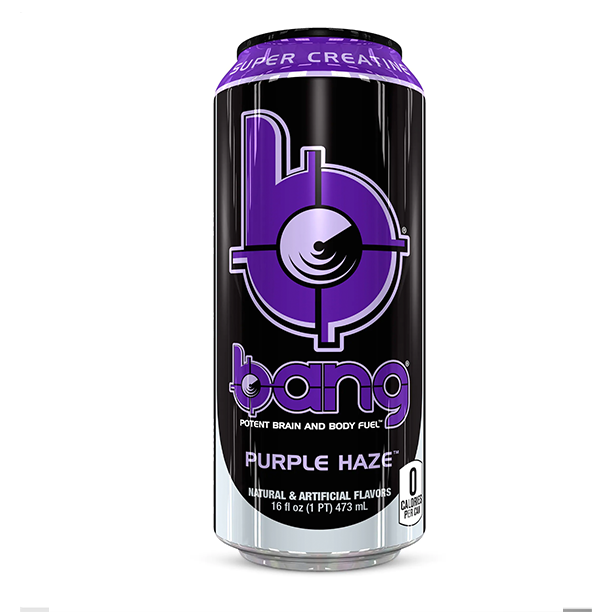 SUPER CREATINE
b®
bang®
POTENT BRAIN AND BODY FUEL™
PURPLE HAZE™
NATURAL & ARTIFICIAL FLAVORS
16 fl oz (1 PT) 473 mL
0
CALORIES
PER CAN